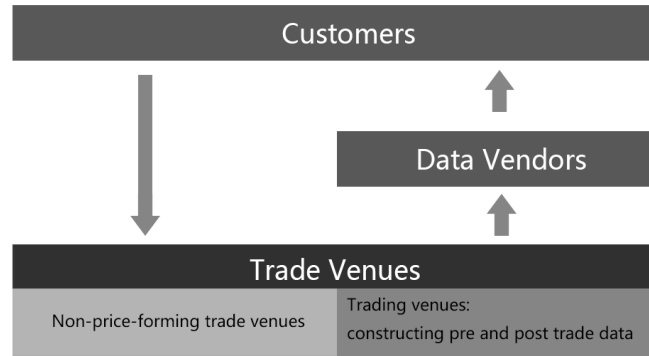 Customers
Data Vendors
Trade Venues
Non-price-forming trade venues
Trading venues:
constructing pre and post trade data